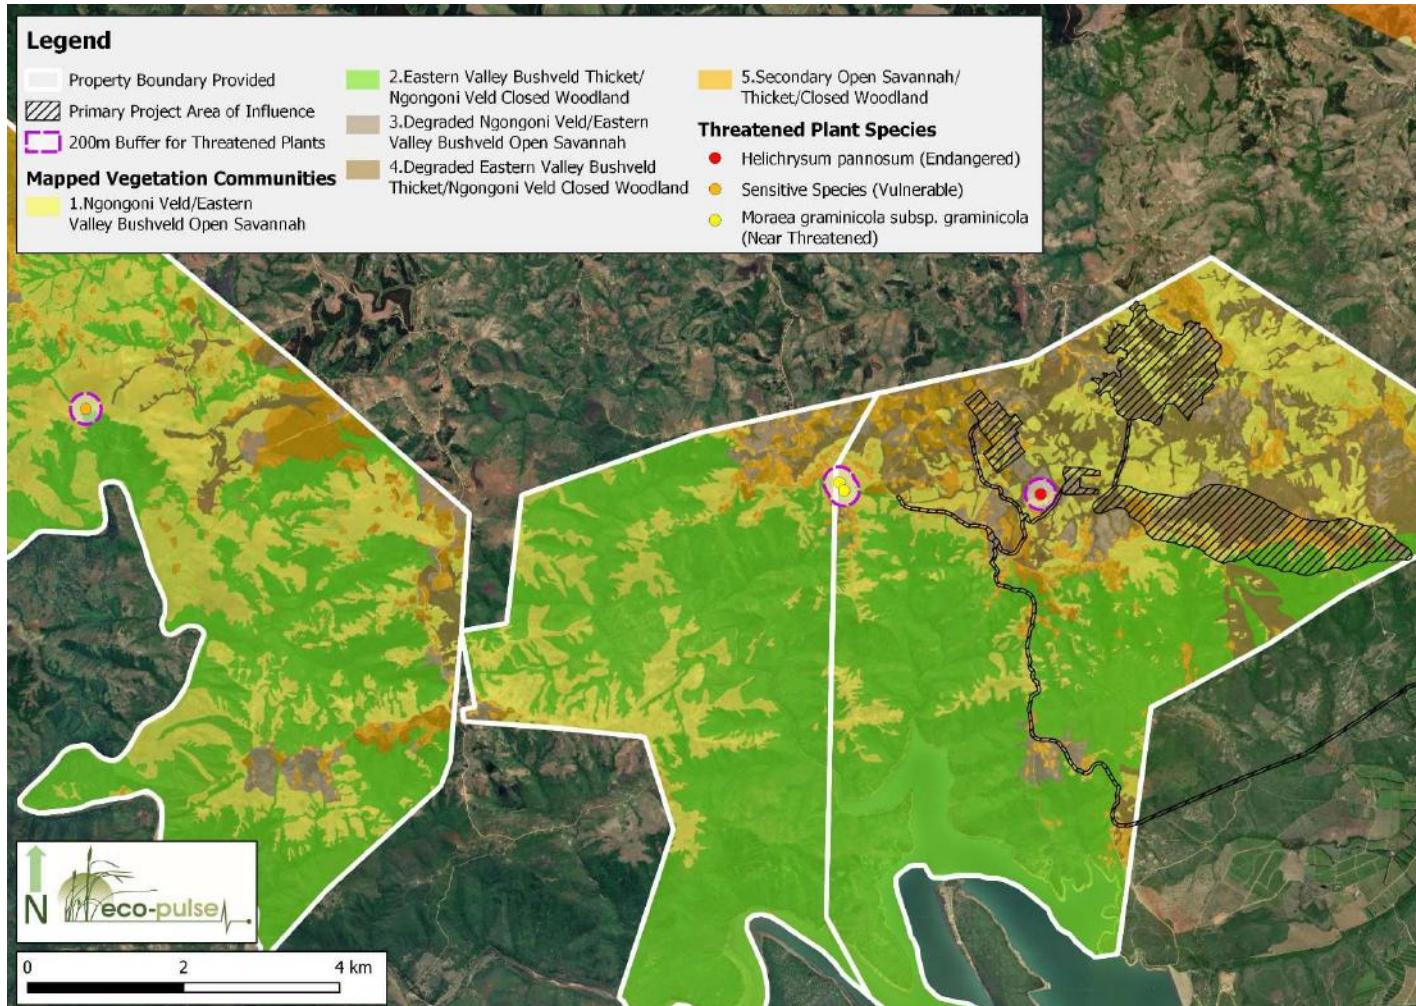 Legend
Property Boundary Provided
Primary Project Area of Influence
200m Buffer for Threatened Plants
Mapped Vegetation Communities
1.Ngongoni Veld/Eastern
Valley Bushveld Open Savannah
2.Eastern Valley Bushveld Thicket/
Ngongoni Veld Closed Woodland
3.Degraded Ngongoni Veld/Eastern
Valley Bushveld Open Savannah
4.Degraded Eastern Valley Bushveld
Thicket/Ngongoni Veld Closed Woodland
5.Secondary Open Savannah/
Thicket/Closed Woodland
Threatened Plant Species
Helichrysum pannosum (Endangered)
Sensitive Species (Vulnerable)
Moraea graminicola subsp. graminicola
(Near Threatened)
N
eco-pulse
0 2 4 km